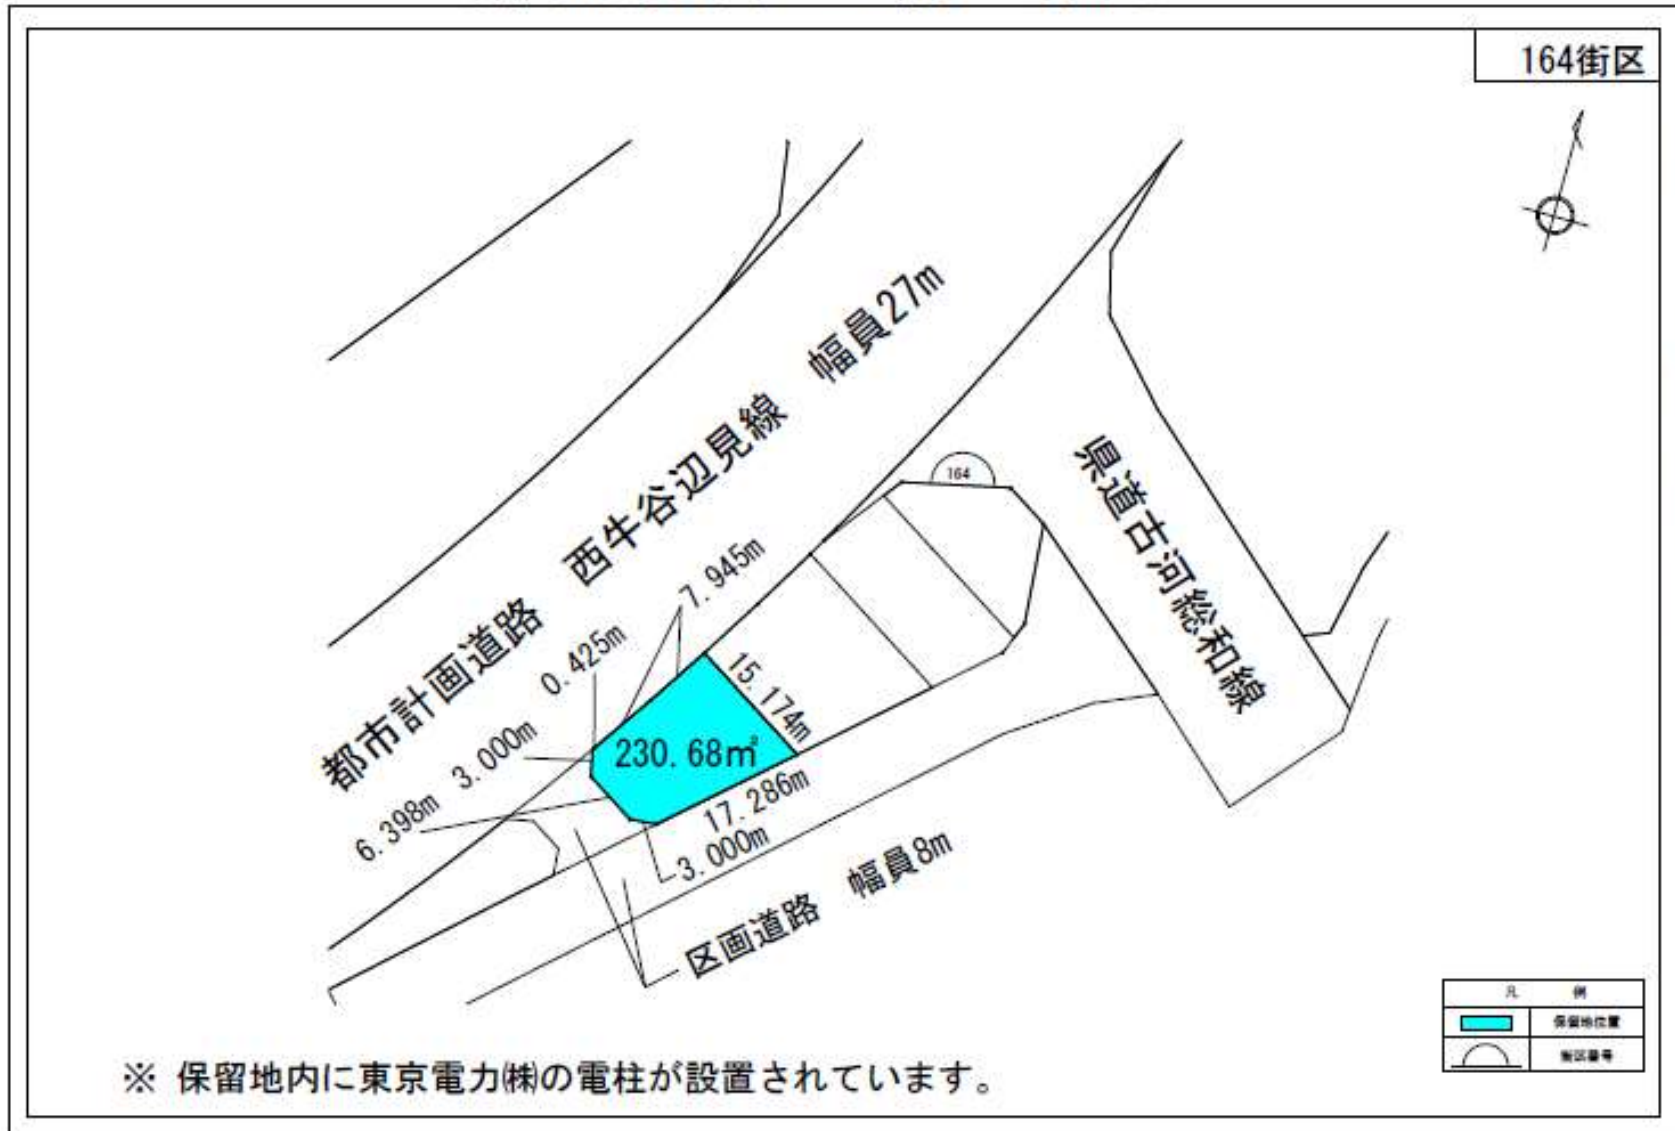 164街区
都市計画道路　西牛谷辺見線　幅員27m
県道古河総和線
164
7.945m
0.425m
3.000m
6.398m
15.174m
230.68㎡
17.286m
3.000m
区画道路　幅員8m
凡　例
保留地位置
街区番号
※ 保留地内に東京電力㈱の電柱が設置されています。